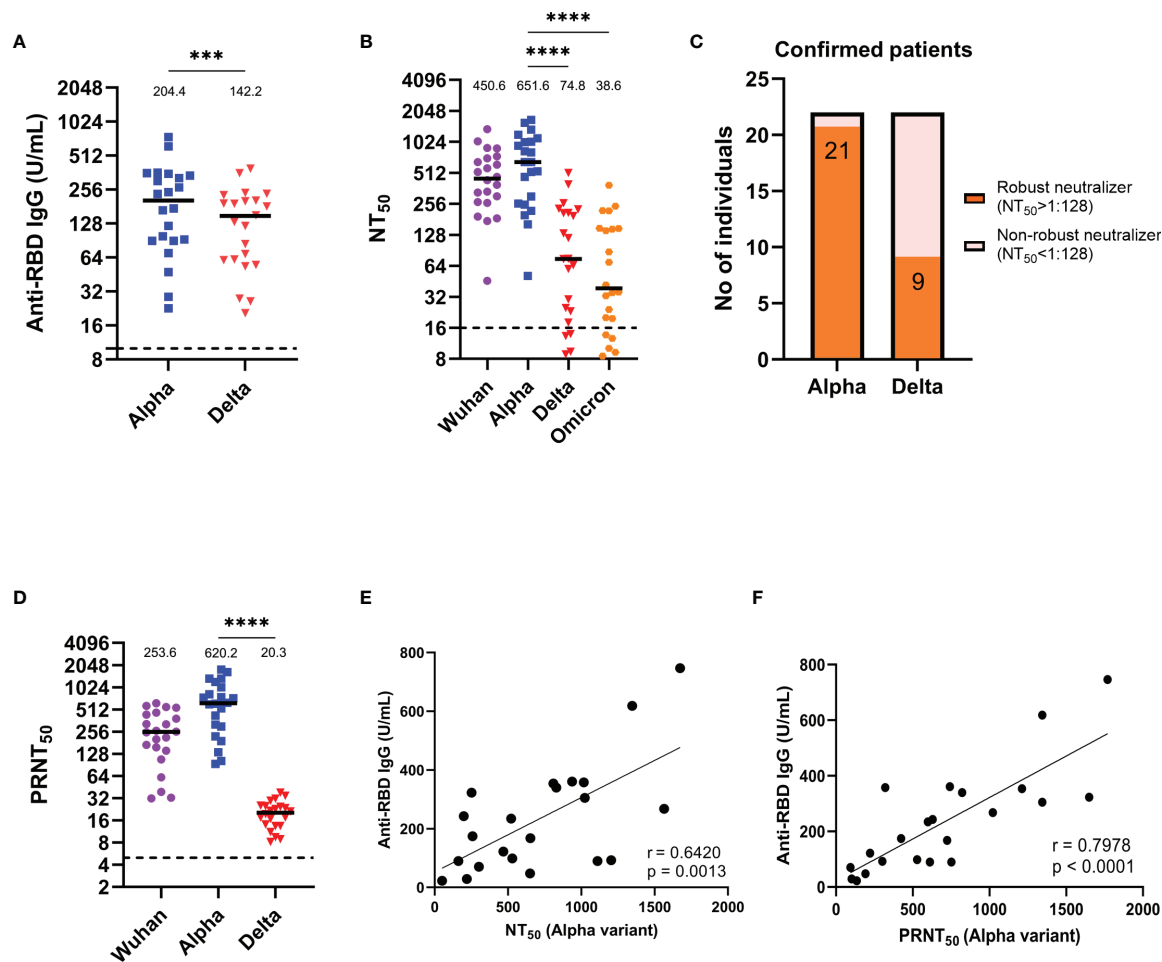 A
***
204.4 142.2
2048
1024
512
256
128
64
32
16
8
Anti-RBD IgG (U/mL)
Alpha
Delta
B
****
****
450.6 651.6 74.8 38.6
4096
2048
1024
512
256
128
64
32
16
8
NT50
Wuhan
Alpha
Delta
Omicron
C
Confirmed patients
25
20
15
10
5
0
No of individuals
21
9
Alpha
Delta
Robust neutralizer
(NT50>1:128)
Non-robust neutralizer
(NT50<1:128)
D
****
253.6 620.2 20.3
4096
2048
1024
512
256
128
64
32
16
8
4
2
PRNT50
Wuhan
Alpha
Delta
E
800
600
400
200
0
Anti-RBD IgG (U/mL)
r = 0.6420
p = 0.0013
0 500 1000 1500 2000
NT50 (Alpha variant)
F
800
600
400
200
0
Anti-RBD IgG (U/mL)
r = 0.7978
p < 0.0001
0 500 1000 1500 2000
PRNT50 (Alpha variant)